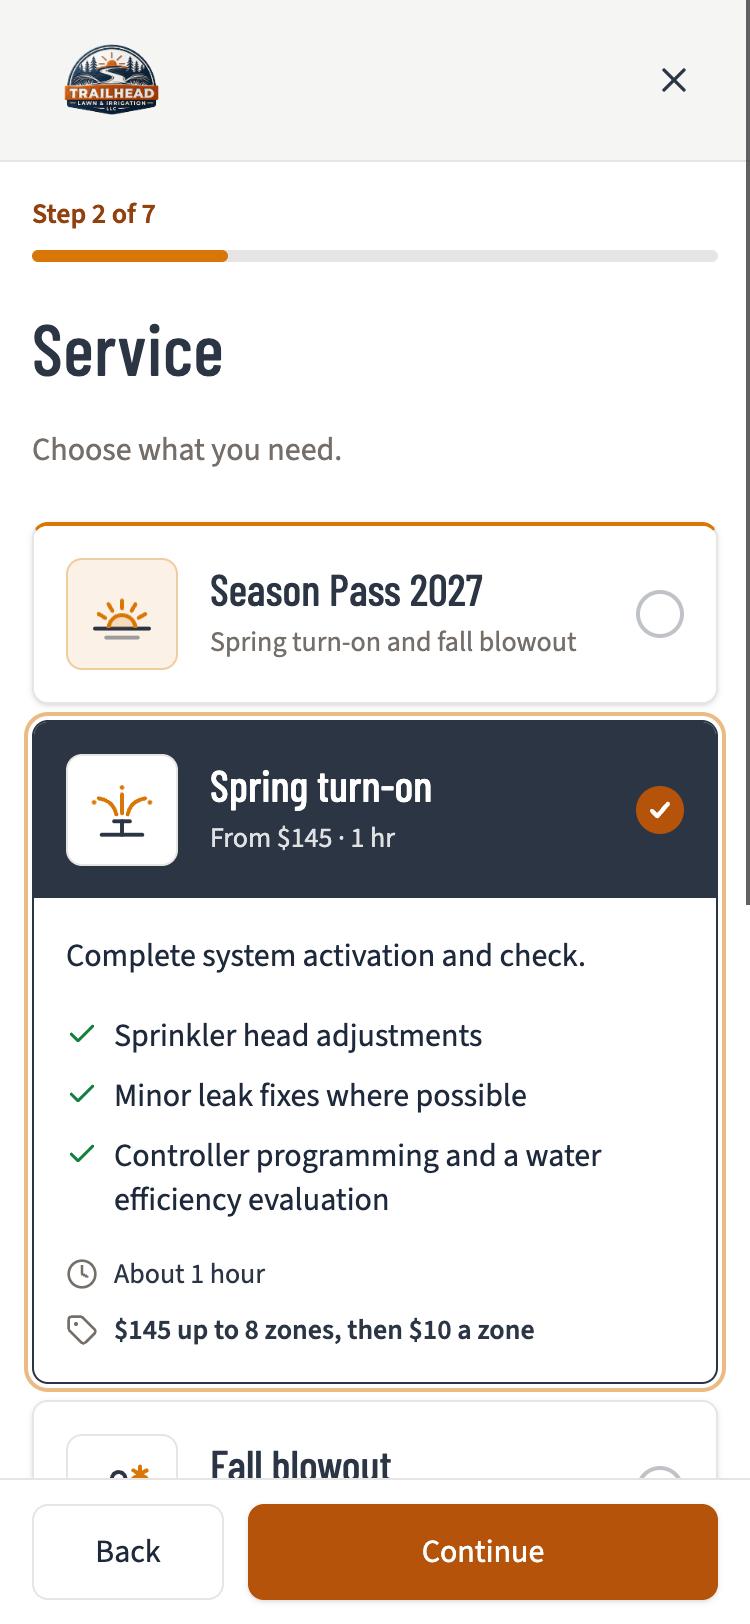 TRAILHEAD
LAWN & IRRIGATION
LLC
Step 2 of 7
Service
Choose what you need.
Season Pass 2027
Spring turn-on and fall blowout
Spring turn-on
From $145 · 1 hr
Complete system activation and check.
Sprinkler head adjustments
Minor leak fixes where possible
Controller programming and a water
efficiency evaluation
About 1 hour
$145 up to 8 zones, then $10 a zone
Fall blowout
Back
Continue